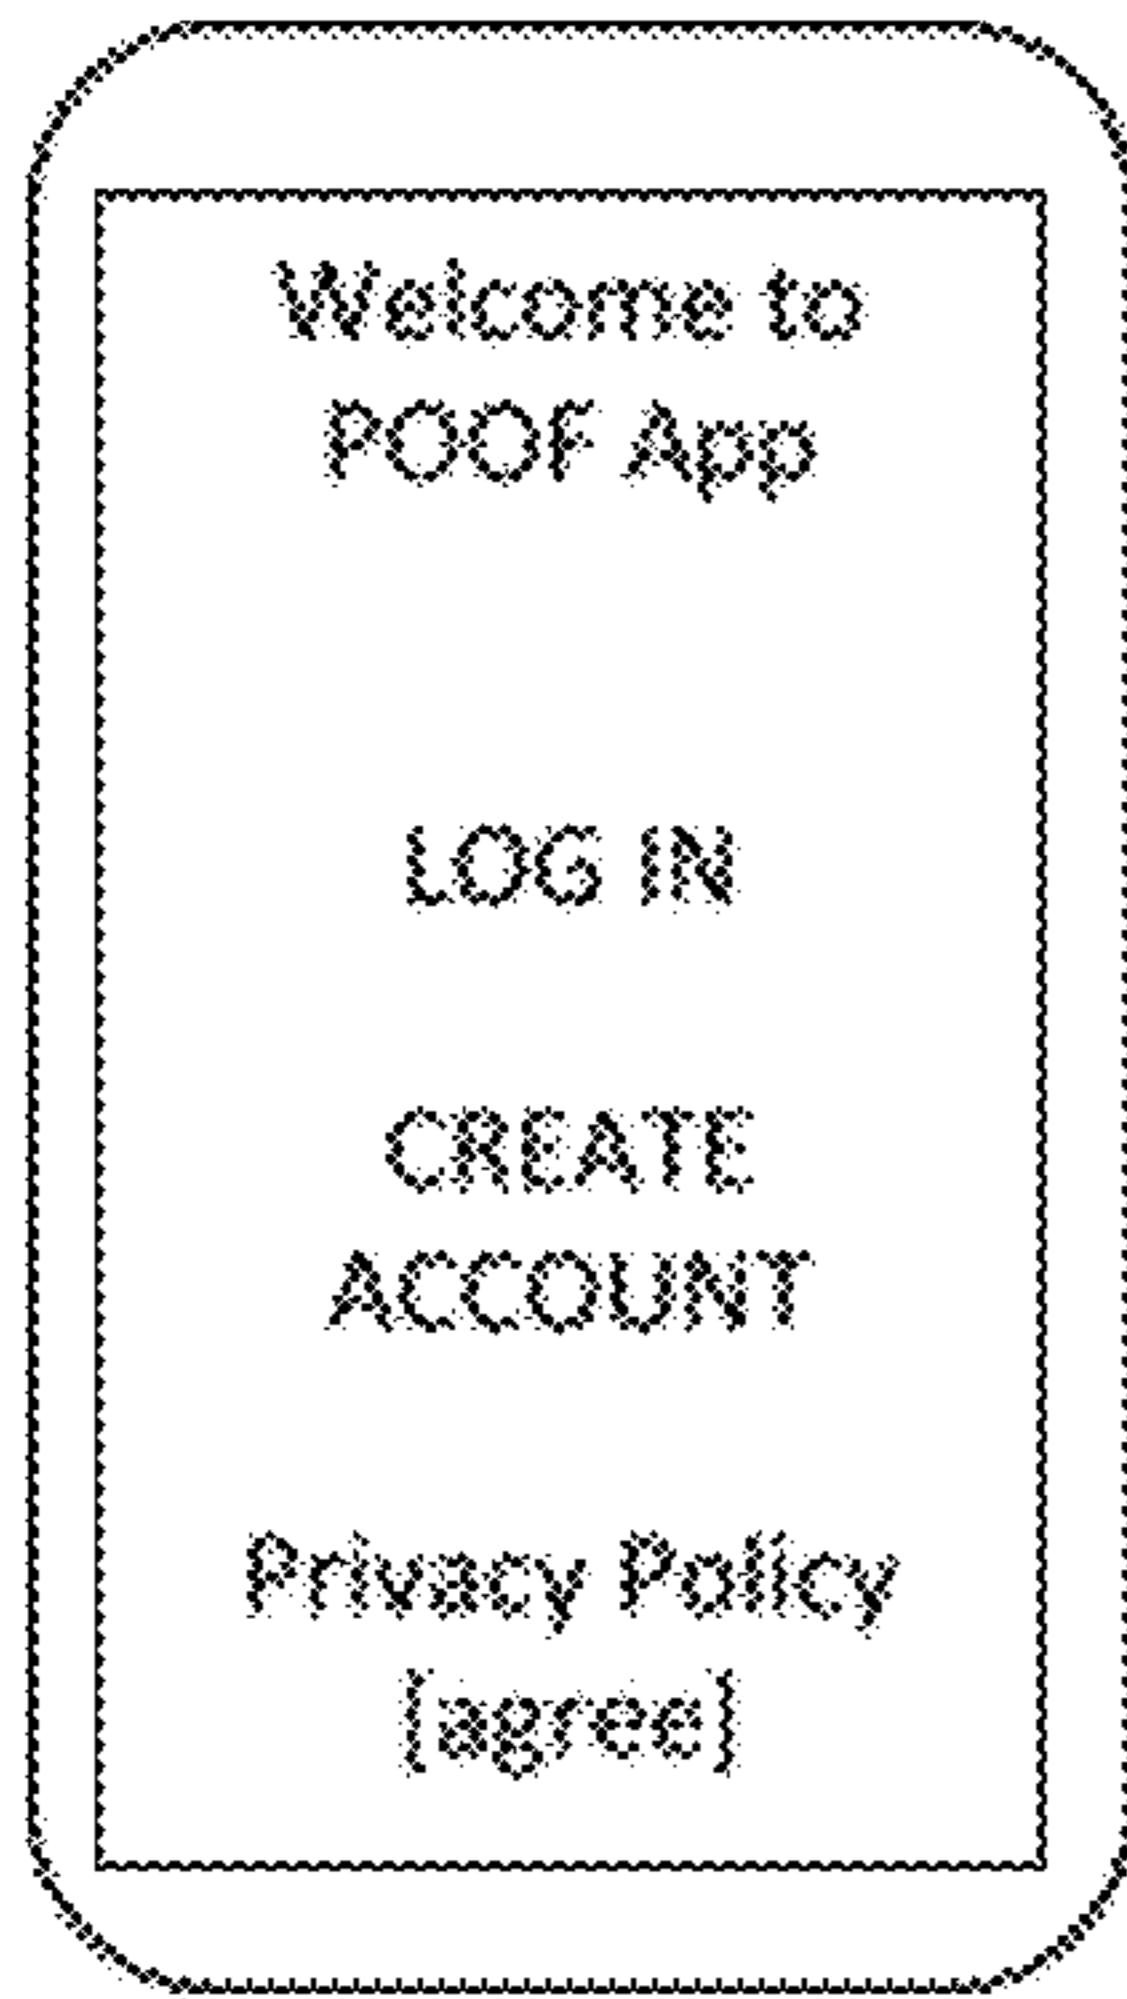 Welcome to
POOF App
LOG IN
CREATE
ACCOUNT
Privacy Policy
[agree]